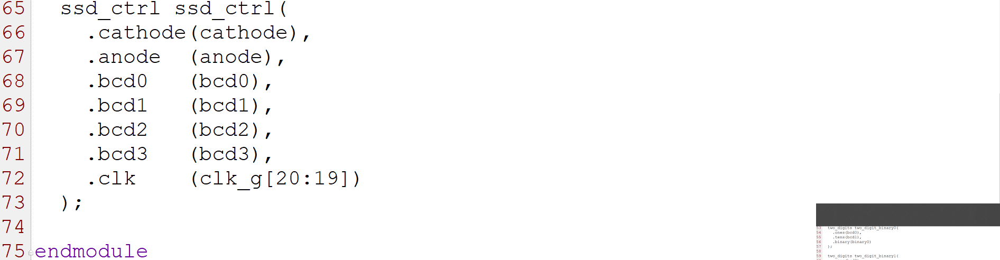 65 ssd_ctrl ssd_ctrl(
66 .cathode(cathode),
67 .anode (anode),
68 .bcd0 (bcd0),
69 .bcd1 (bcd1),
70 .bcd2 (bcd2),
71 .bcd3 (bcd3),
72 .clk (clk_g[20:19])
73 );
74
75 endmodule
53 two_digits two_digit_binary0(
54 .ones(bcd0),
55 .tens(bcd1),
56 .binary(binary0)
57 );
58
59 two_digits two_digit_binary1(